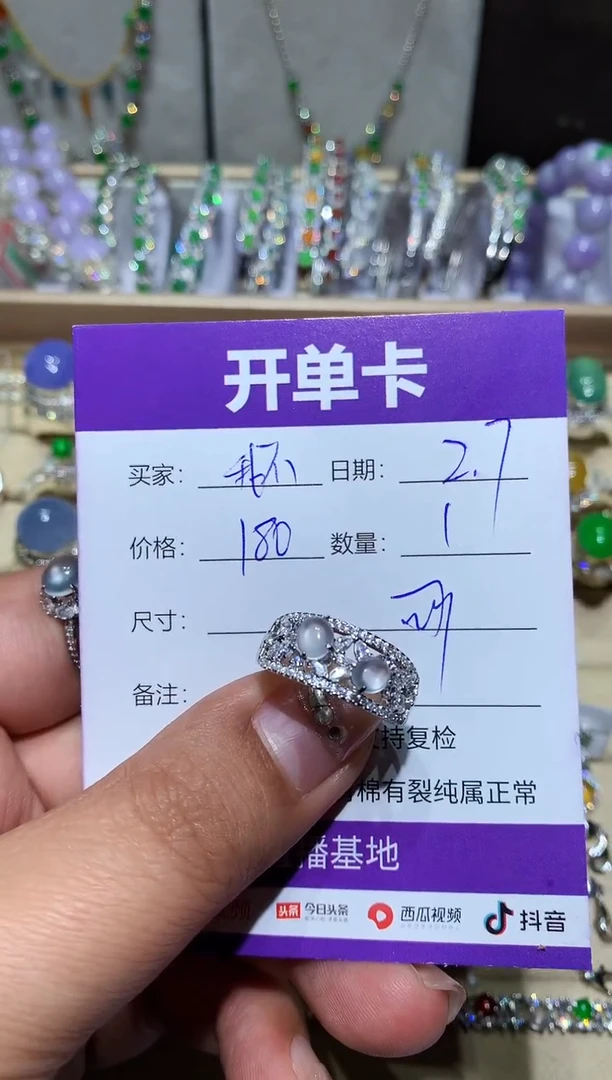 开单卡
买家: 我不 日期: 2.7
价格: 180 数量: 1
尺寸:
备注:
持复检
棉有裂纯属正常
播基地
头条 今日头条 西瓜视频 抖音